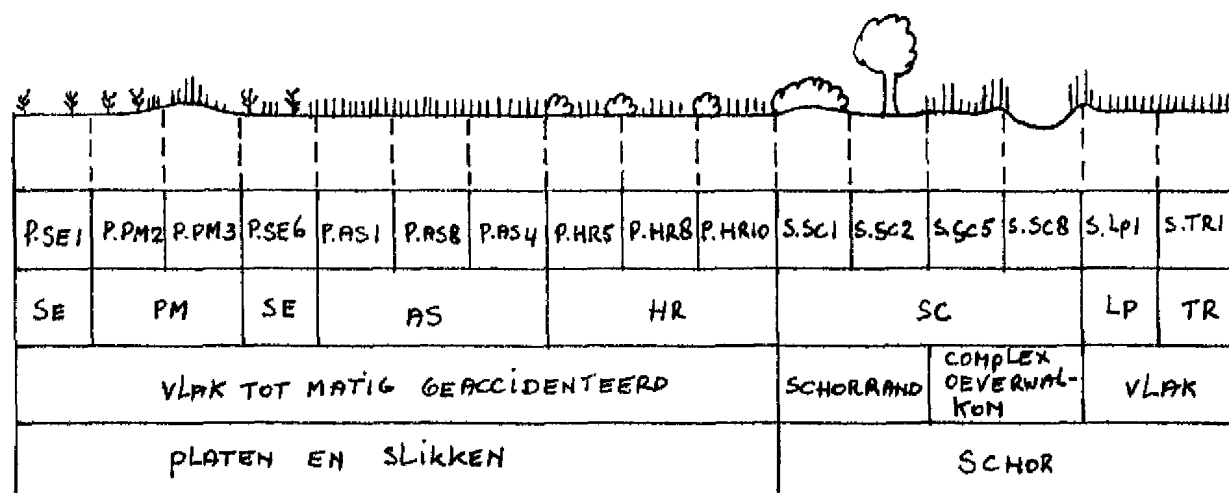 P.SE1 P.PM2 P.PM3 P.SE6 P.AS1 P.AS8 P.AS4 P.HR5 P.HR8 P.HR10 S.SC1 S.SC2 S.SC5 S.SC8 S.LP1 S.TR1
SE PM SE AS HR SC LP TR
VLAK TOT MATIG GEACCIDENTEERD SCHORRAND COMPLEX
OEVERWAL-
KOM VLAK
PLATEN EN SLIKKEN SCHOR